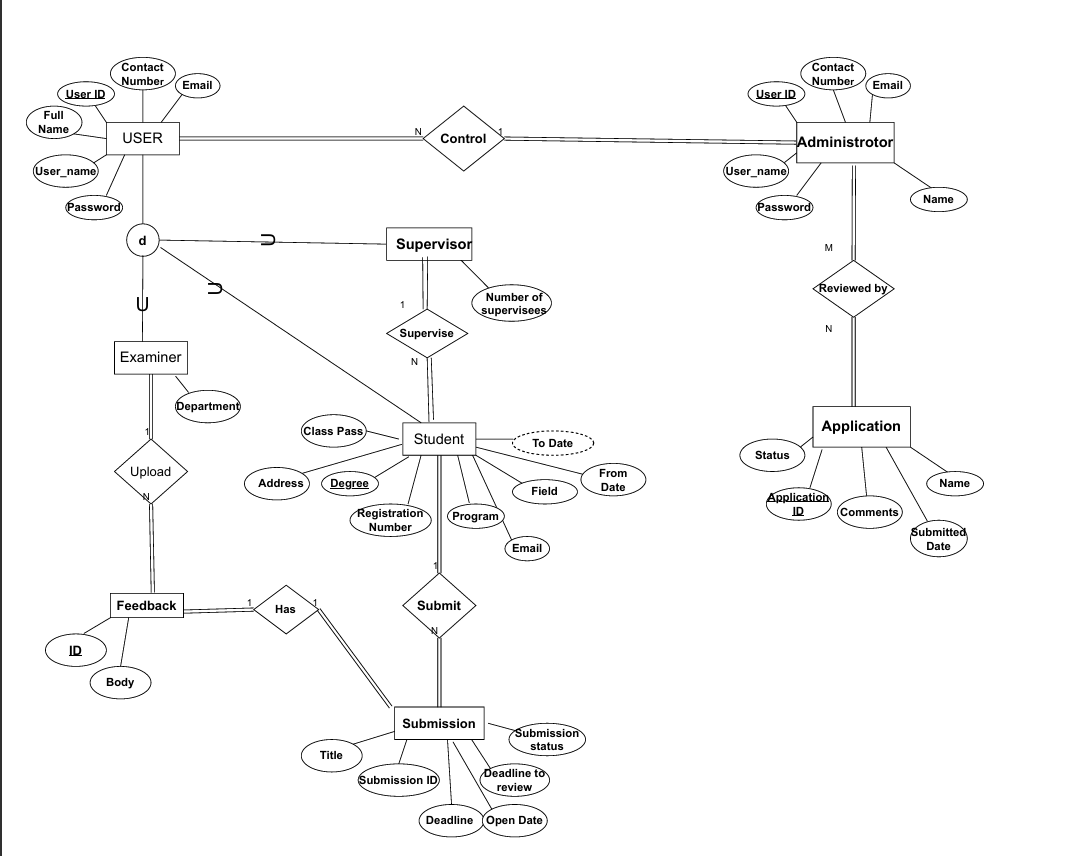 Contact
Number
User ID
Email
Full
Name
USER
User_name
Password
N
Control
1
Contact
Number
User ID
Email
Administrotor
User_name
Password
Name
d
Supervisor
Number of
supervisees
1
Supervise
N
M
Reviewed by
N
Examiner
Department
1
Upload
N
Class Pass
Student
To Date
Address
Degree
Registration
Number
Program
Field
From
Date
Email
Application
Status
Application
ID
Comments
Submitted
Date
Name
1
Submit
N
Feedback
1
Has
1
ID
Body
Submission
Title
Submission ID
Deadline
Open Date
Deadline to
review
Submission
status